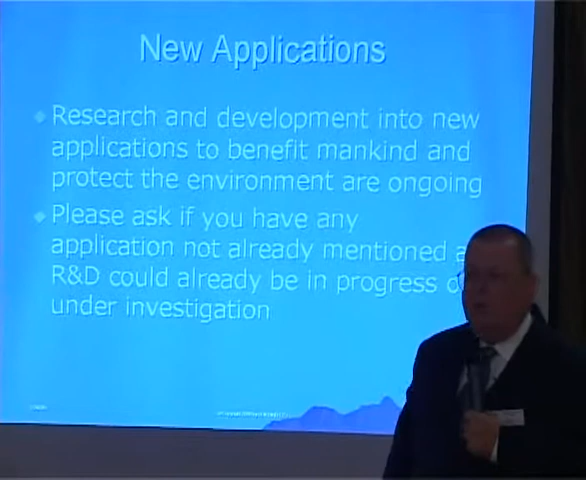 New Applications
Research and development into new
applications to benefit mankind and
protect the environment are ongoing
Please ask if you have any
application not already mentioned
R&D could already be in progress
under investigation